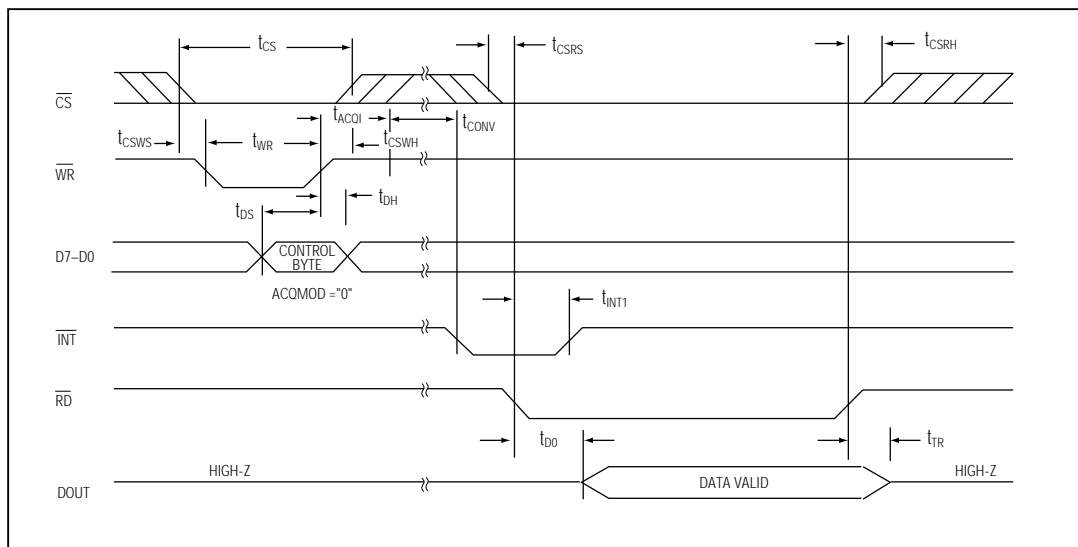 tCS
tCSRS
tCSRH
CS
tACQI
tCONV
tCSWS
tWR
tCSWH
WR
tDS
tDH
D7–D0
CONTROL
BYTE
ACQMOD ="0"
tINT1
INT
RD
tD0
tTR
HIGH-Z
DATA VALID
HIGH-Z
DOUT